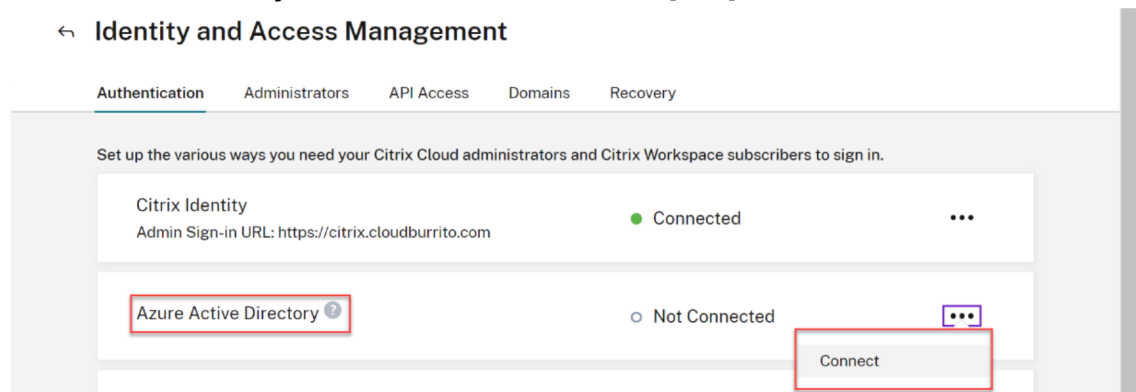 Identity and Access Management
Authentication Administrators API Access Domains Recovery
Set up the various ways you need your Citrix Cloud administrators and Citrix Workspace subscribers to sign in.
Citrix Identity
Admin Sign-in URL: https://citrix.cloudburrito.com
Connected
Azure Active Directory ?
Not Connected
Connect